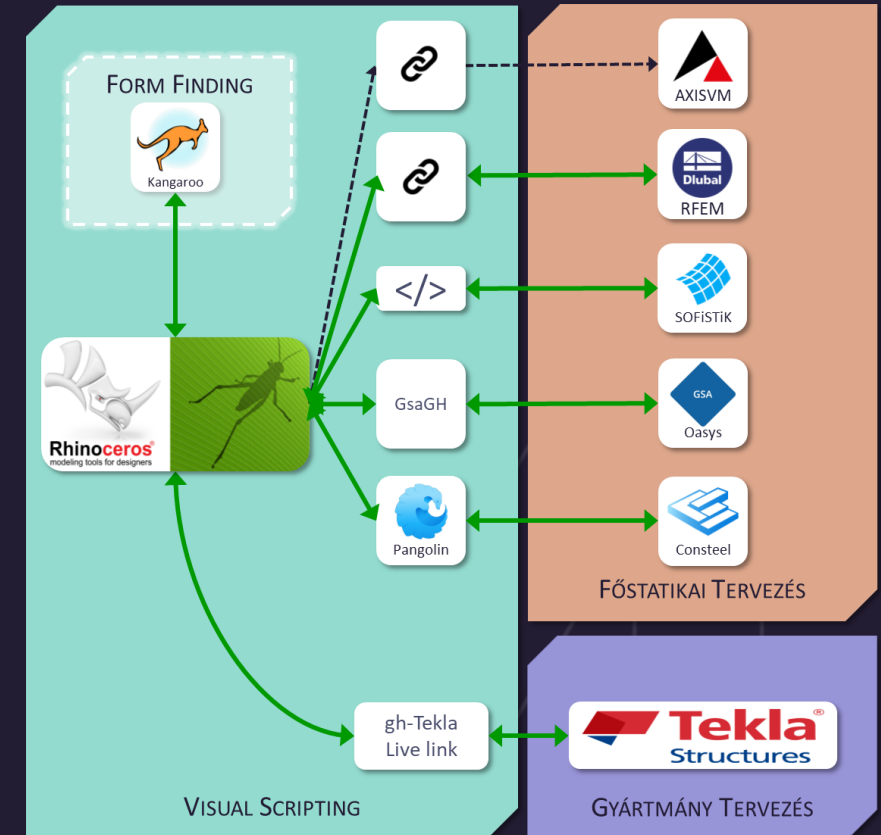 FORM FINDING
Kangaroo
AXISVM
Dlubal
RFEM
</>
SOFiSTiK
Rhinoceros®
modeling tools for designers
GsaGH
GSA
Oasys
Pangolin
Consteel
FŐSTATIKAI TERVEZÉS
gh-Tekla
Live link
Tekla®
Structures
VISUAL SCRIPTING
GYÁRTMÁNY TERVEZÉS